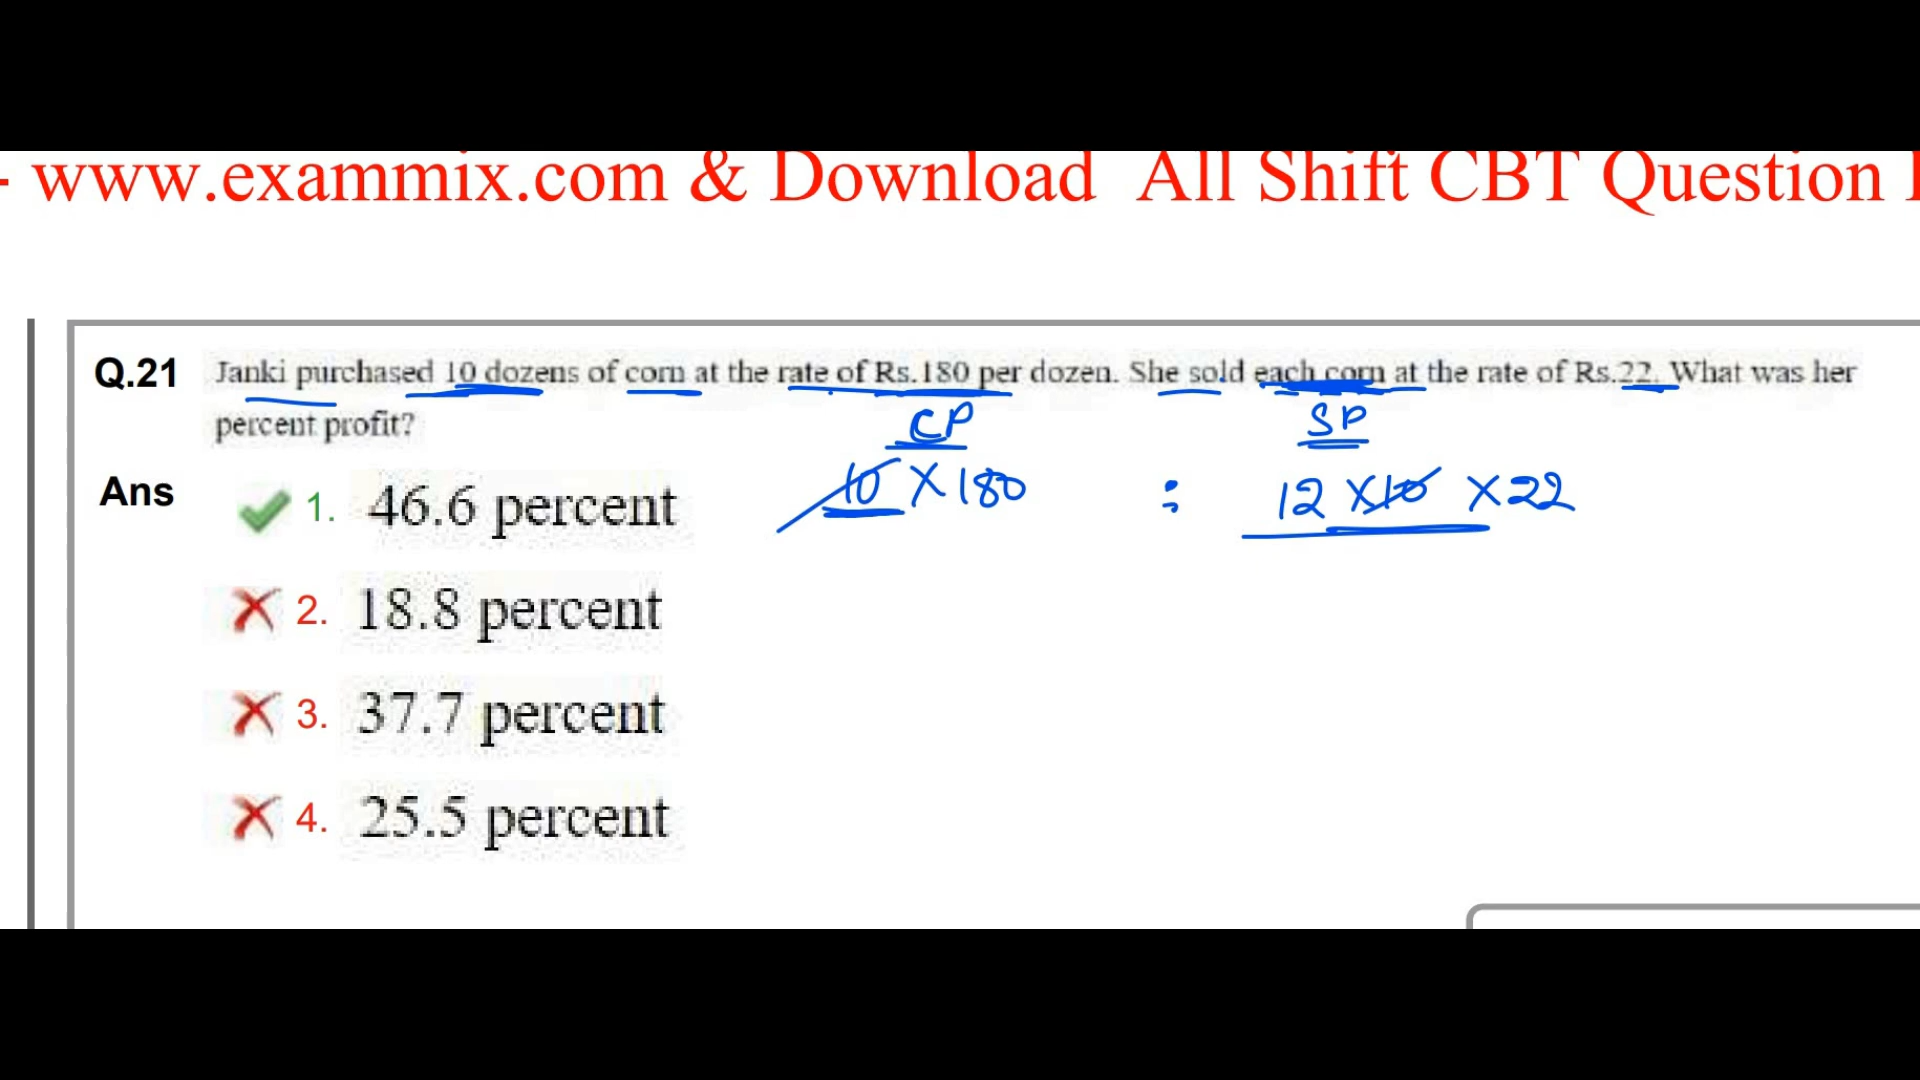 - www.exammix.com & Download All Shift CBT Question
Q.21 Janki purchased 10 dozens of corn at the rate of Rs.180 per dozen. She sold each corn at the rate of Rs.22. What was her
percent profit?
CP SP
10 X 180 : 12 X 10 X 22
Ans 1. 46.6 percent
2. 18.8 percent
3. 37.7 percent
4. 25.5 percent